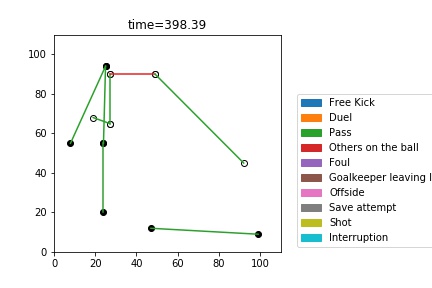 time=398.39
100
80
60
40
20
0
0 20 40 60 80 100
Free Kick
Duel
Pass
Others on the ball
Foul
Goalkeeper leaving l
Offside
Save attempt
Shot
Interruption